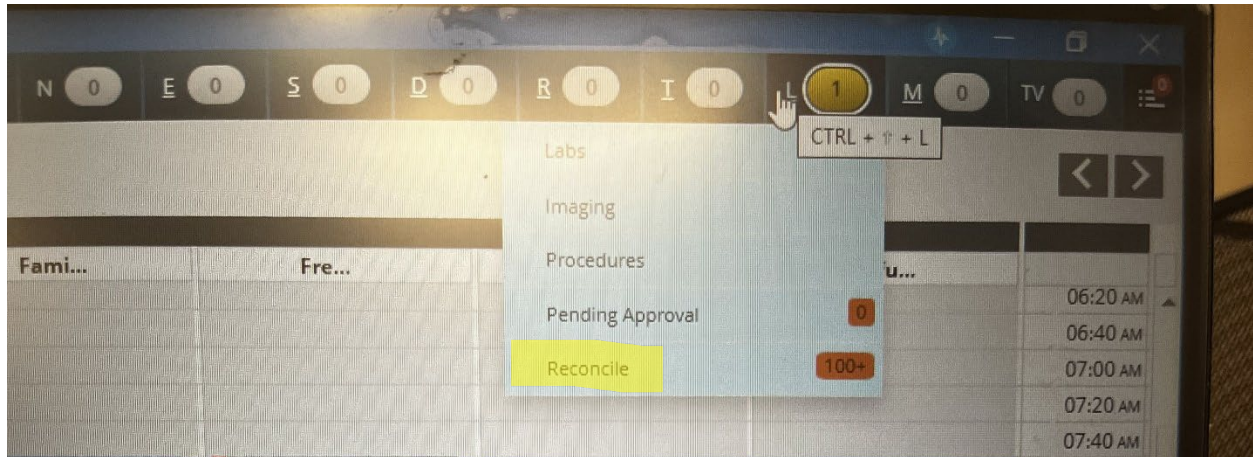 N 0 E 0 S 0 D 0 R 0 T 0 L 1 M 0 TV 0 0
CTRL + ⇧ + L
Labs
Imaging
Procedures
Pending Approval 0
Reconcile 100+
Fami... Fre... u...
06:20 AM
06:40 AM
07:00 AM
07:20 AM
07:40 AM